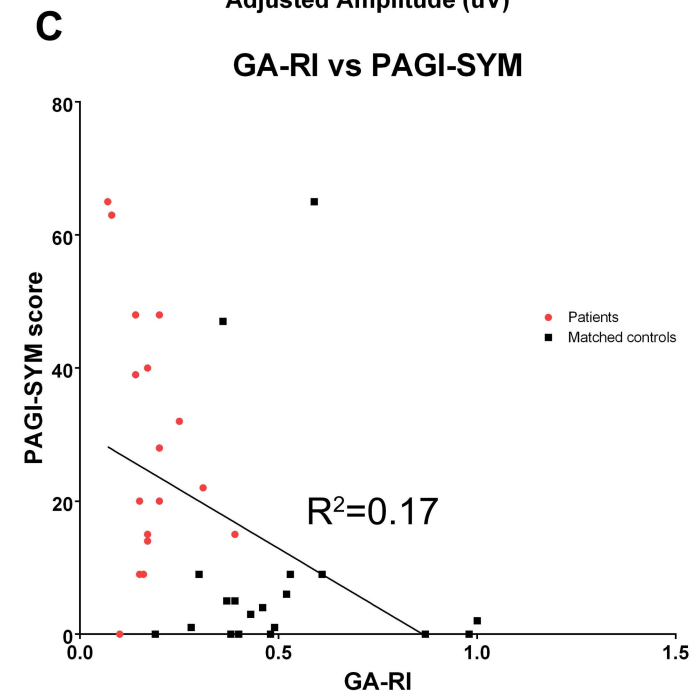 Adjusted Amplitude (uV)
C
GA-RI vs PAGI-SYM
80
60
40
20
0
PAGI-SYM score
Patients
Matched controls
R²=0.17
0.0 0.5 1.0 1.5
GA-RI